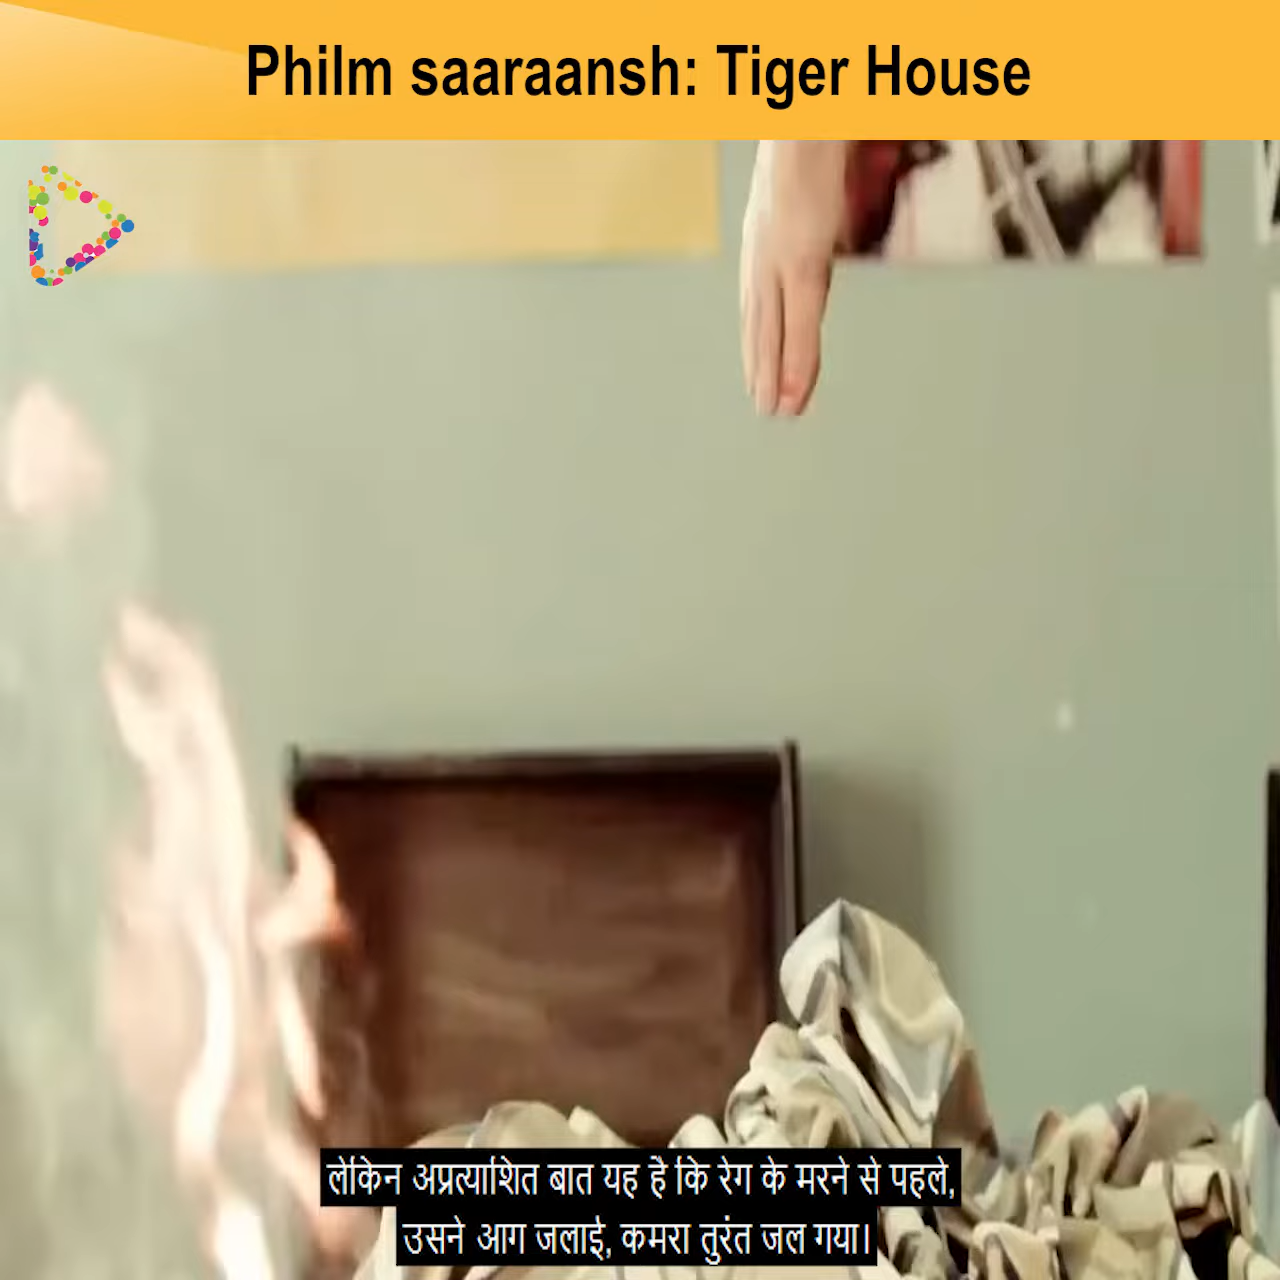 Philm saaraansh: Tiger House
लेकिन अप्रत्याशित बात यह है कि रेग के मरने से पहले,
उसने आग जलाई, कमरा तुरंत जल गया।